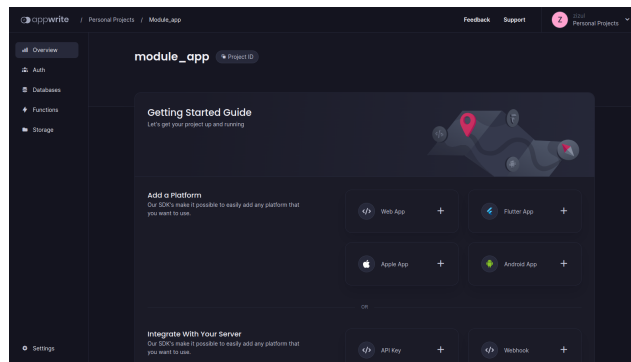 appwrite / Personal Projects / Module_app
Feedback Support
Z
Personal Projects
Overview
Auth
Databases
Functions
Storage
Settings
module_app Project ID
Getting Started Guide
Let's get your project up and running
Add a Platform
Our SDK's make it possible to easily add any platform that
you want to use.
Web App +
Flutter App +
Apple App +
Android App +
OR
Integrate With Your Server
Our SDK's make it possible to easily add any platform that
you want to use.
API Key +
Webhook +